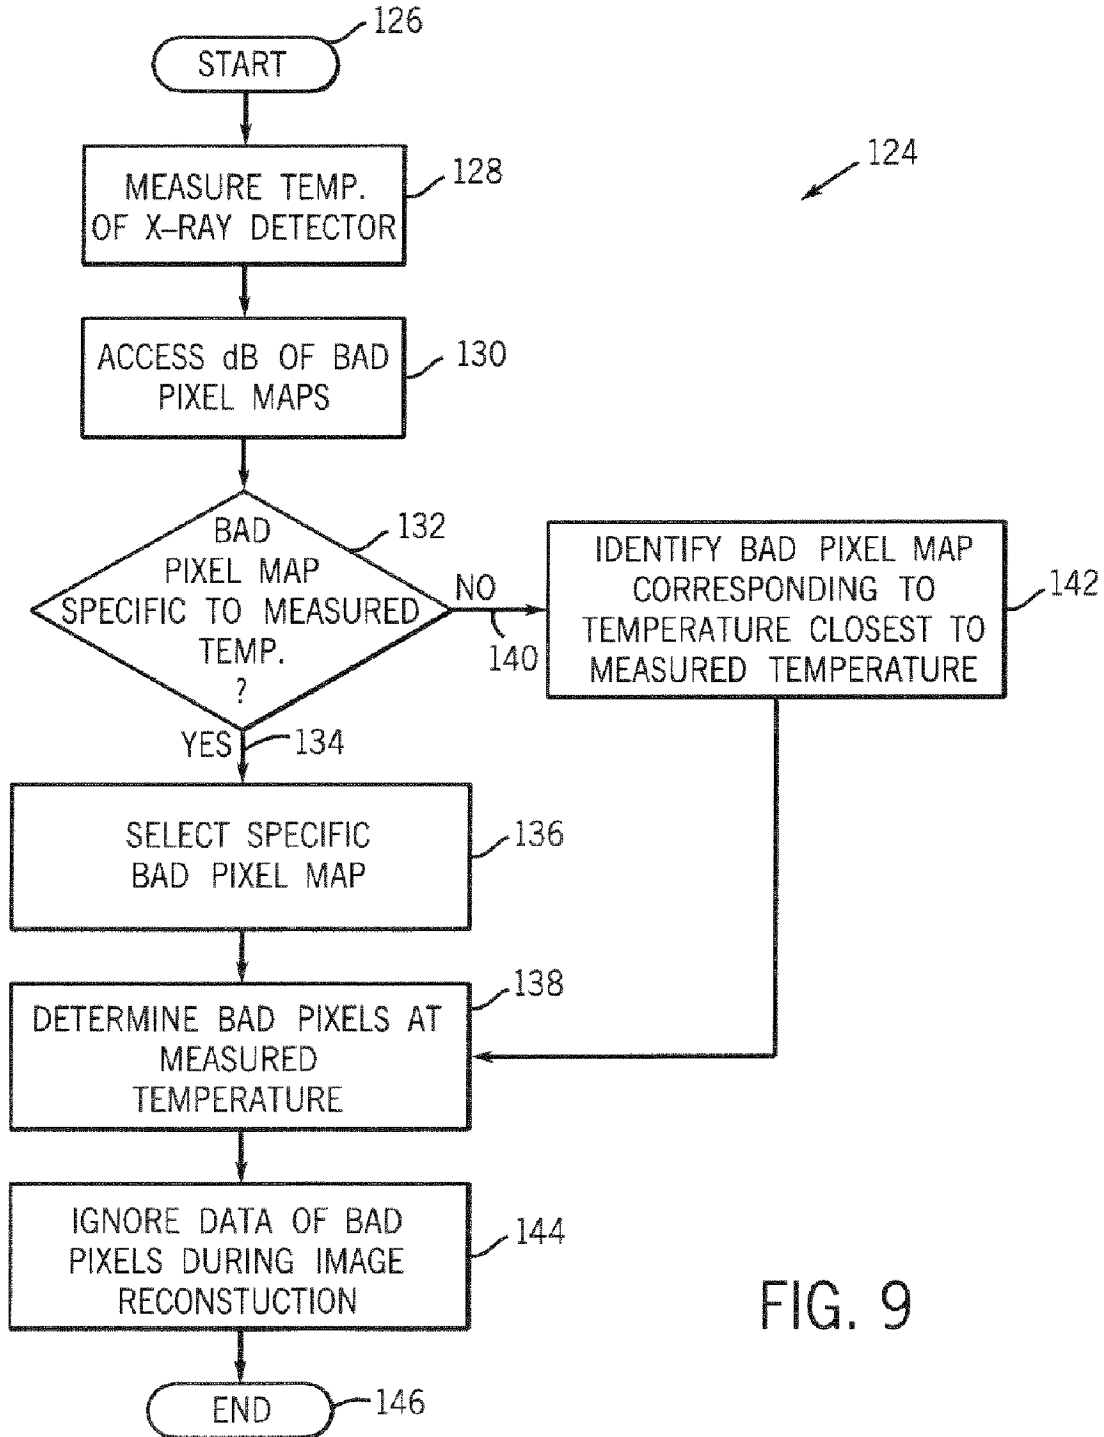 126
START
124
128
MEASURE TEMP.
OF X-RAY DETECTOR
130
ACCESS dB OF BAD
PIXEL MAPS
132
BAD
PIXEL MAP
SPECIFIC TO MEASURED
TEMP.
?
NO
140
142
IDENTIFY BAD PIXEL MAP
CORRESPONDING TO
TEMPERATURE CLOSEST TO
MEASURED TEMPERATURE
YES
134
136
SELECT SPECIFIC
BAD PIXEL MAP
138
DETERMINE BAD PIXELS AT
MEASURED
TEMPERATURE
144
IGNORE DATA OF BAD
PIXELS DURING IMAGE
RECONSTUCTION
FIG. 9
END
146